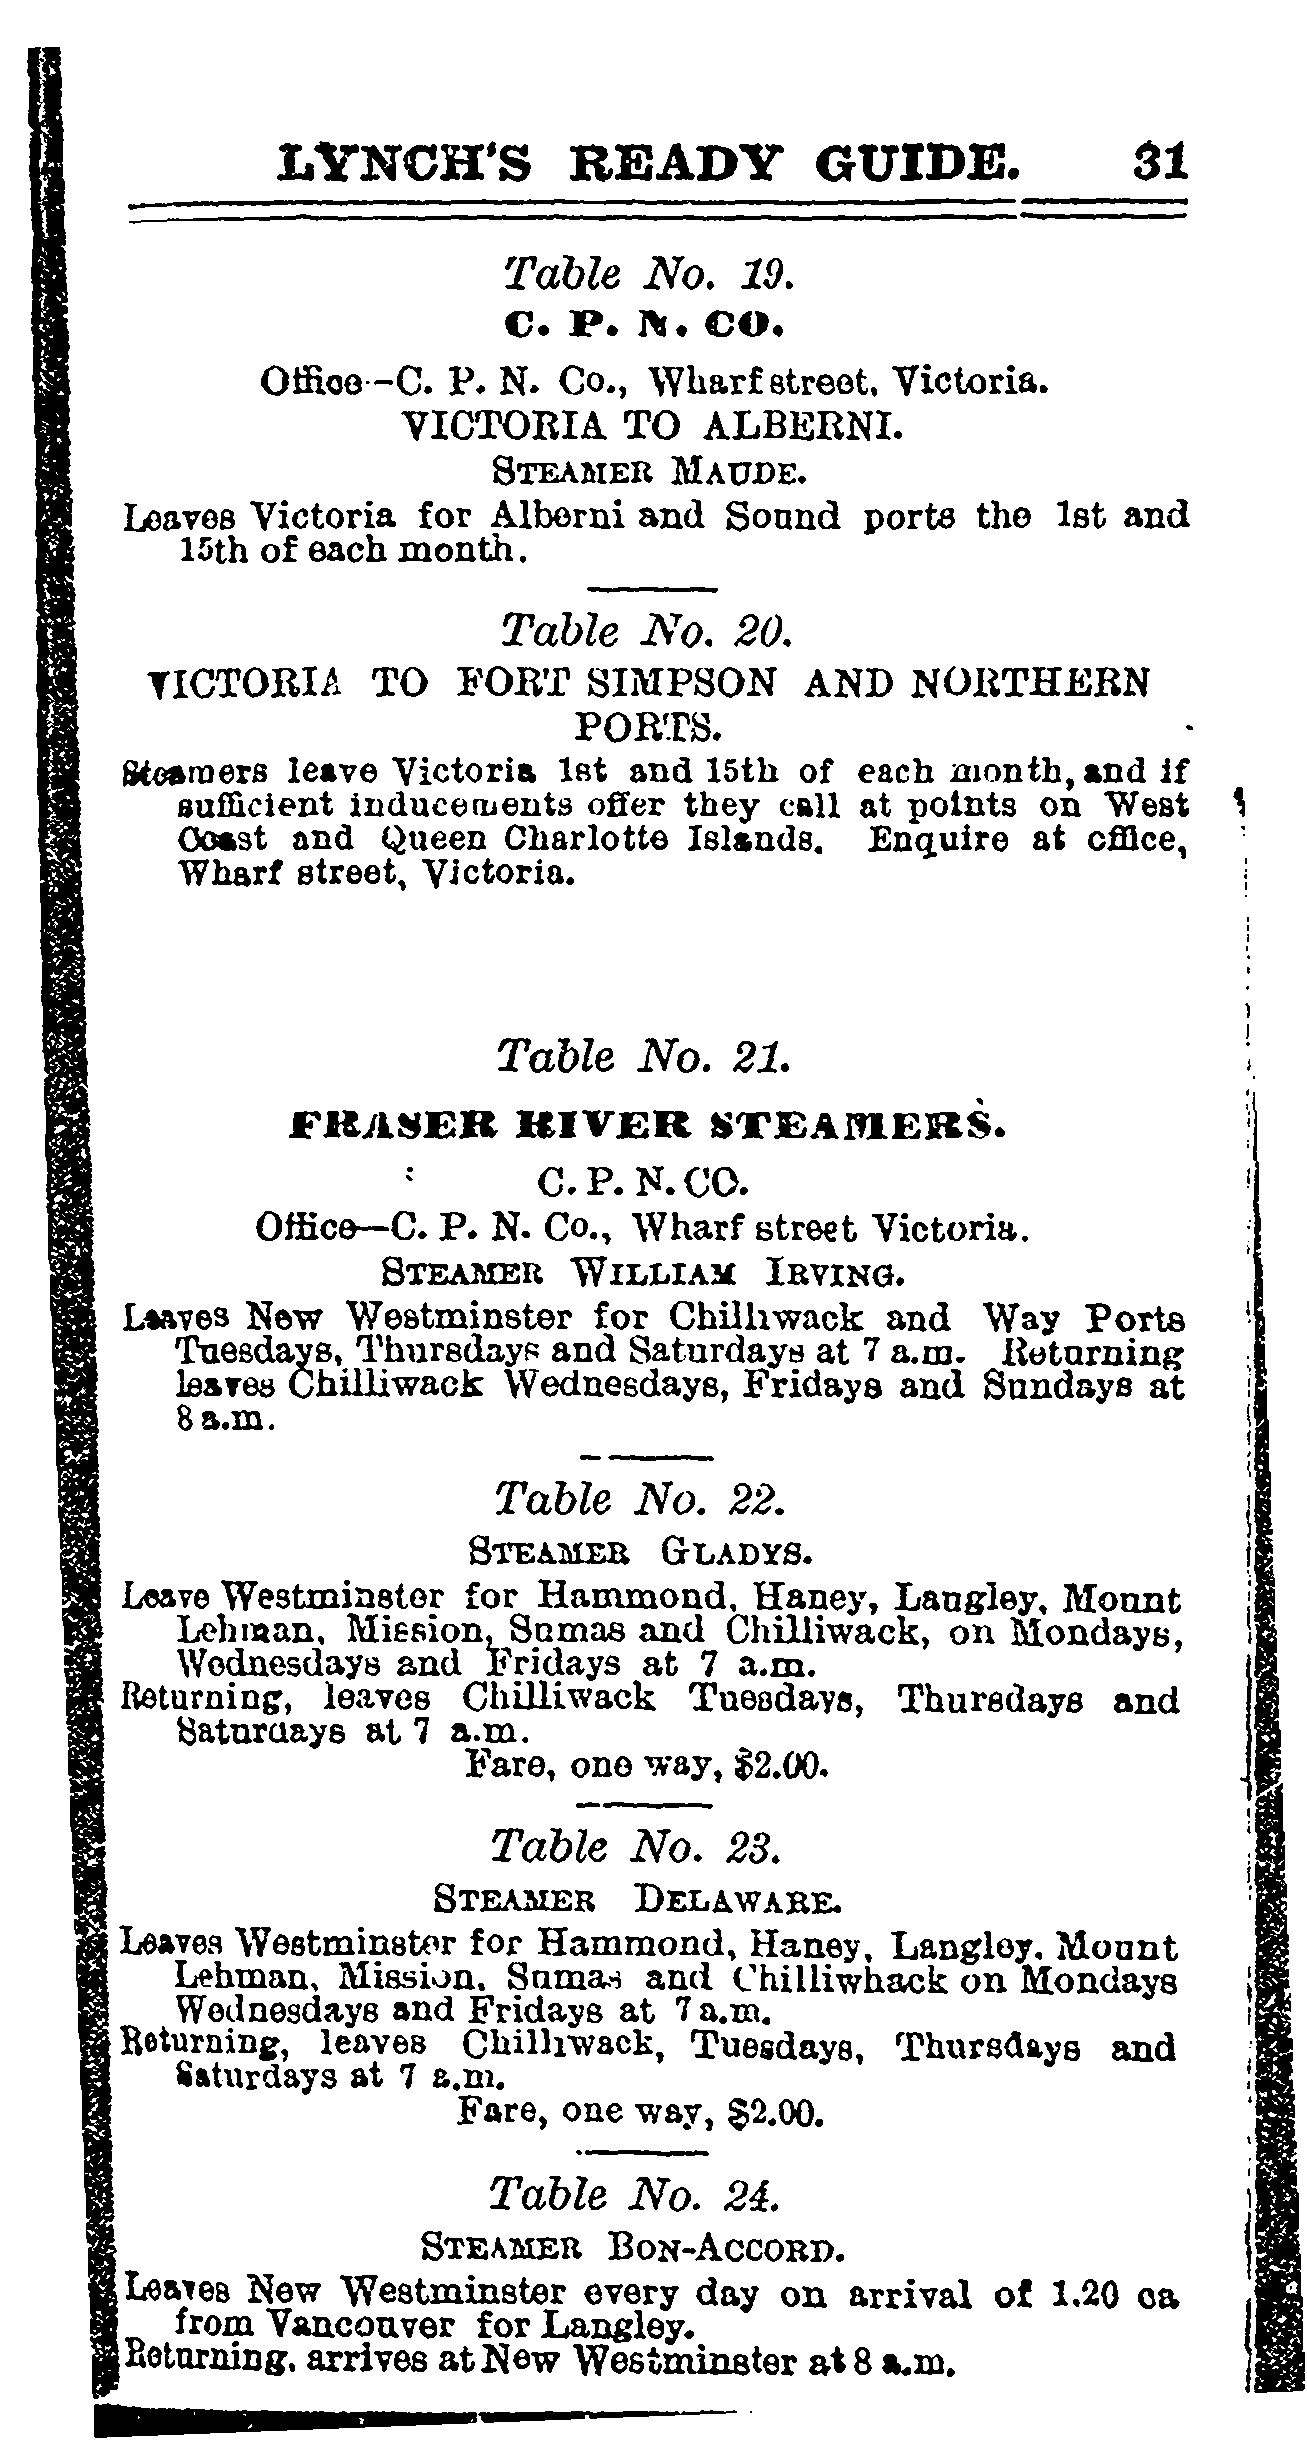 LYNCH'S READY GUIDE. 31
Table No. 19.
C. P. N. CO.
Office--C. P. N. Co., Wharf street, Victoria.
VICTORIA TO ALBERNI.
STEAMER MAUDE.
Leaves Victoria for Alberni and Sound ports the 1st and
15th of each month.
Table No. 20.
VICTORIA TO FORT SIMPSON AND NORTHERN
PORTS.
Steamers leave Victoria 1st and 15th of each month, and if
sufficient inducements offer they call at points on West
Coast and Queen Charlotte Islands. Enquire at office,
Wharf street, Victoria.
Table No. 21.
FRASER RIVER STEAMERS.
C. P. N. CO.
Office—C. P. N. Co., Wharf street Victoria.
STEAMER WILLIAM IRVING.
Leaves New Westminster for Chilliwack and Way Ports
Tuesdays, Thursdays and Saturdays at 7 a.m. Returning
leaves Chilliwack Wednesdays, Fridays and Sundays at
8 a.m.
Table No. 22.
STEAMER GLADYS.
Leave Westminster for Hammond, Haney, Langley, Mount
Lehman, Mission, Sumas and Chilliwack, on Mondays,
Wednesdays and Fridays at 7 a.m.
Returning, leaves Chilliwack Tuesdays, Thursdays and
Saturdays at 7 a.m.
Fare, one way, $2.00.
Table No. 23.
STEAMER DELAWARE.
Leaves Westminster for Hammond, Haney, Langley, Mount
Lehman, Mission, Sumas and Chilliwhack on Mondays
Wednesdays and Fridays at 7 a.m.
Returning, leaves Chilliwack, Tuesdays, Thursdays and
Saturdays at 7 a.m.
Fare, one way, $2.00.
Table No. 24.
STEAMER BON-ACCORD.
Leaves New Westminster every day on arrival of 1.20 ca
from Vancouver for Langley.
Returning, arrives at New Westminster at 8 a.m.